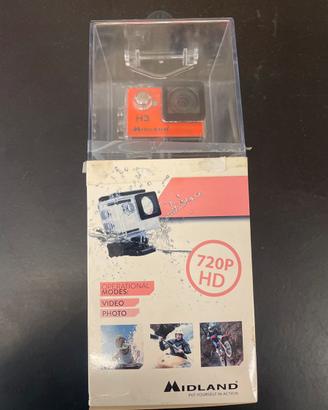 H3
MIDLAND
720P
HD
OPERATIONAL
MODES:
VIDEO
PHOTO
MIDLAND
PUT YOURSELF IN ACTION